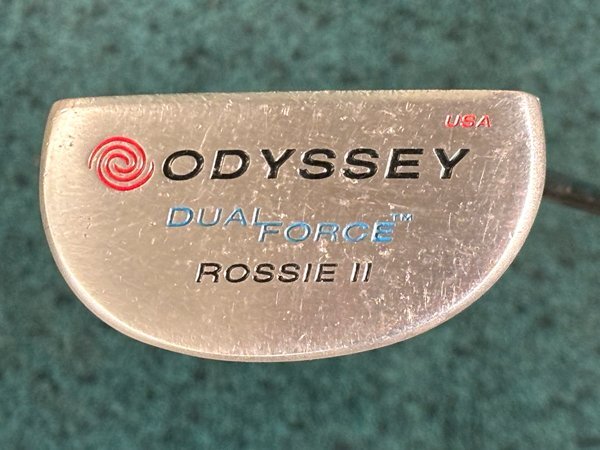 USA
ODYSSEY
DUAL FORCE™
ROSSIE II